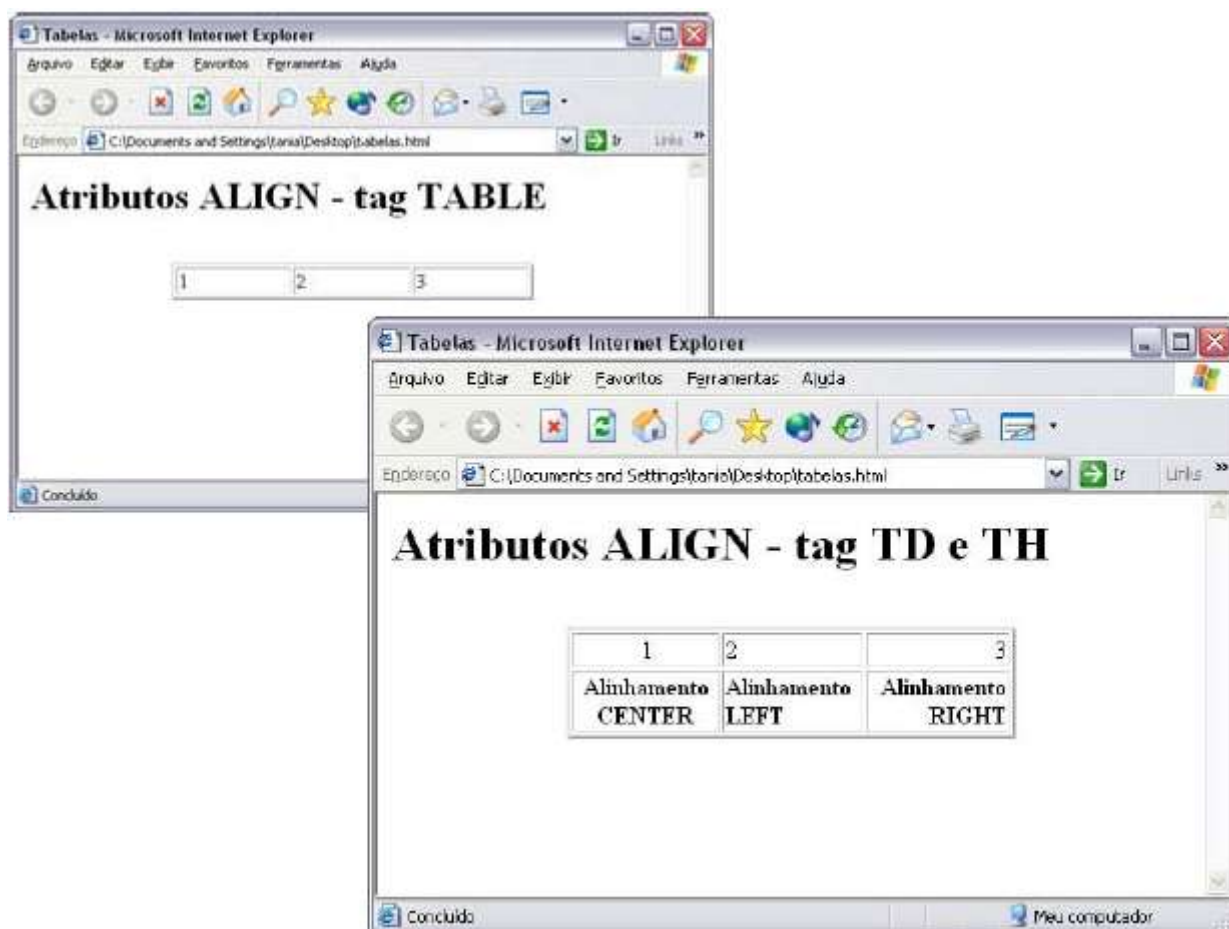 Tabelas - Microsoft Internet Explorer
Arquivo Editar Exibir Favoritos Ferramentas Ajuda
Endereço C:\Documents and Settings\tania\Desktop\tabelas.html Ir Links
Atributos ALIGN - tag TABLE
1 2 3
Concluído
Tabelas - Microsoft Internet Explorer
Arquivo Editar Exibir Favoritos Ferramentas Ajuda
Endereço C:\Documents and Settings\tania\Desktop\tabelas.html Ir Links
Atributos ALIGN - tag TD e TH
1 2 3
Alinhamento Alinhamento Alinhamento
CENTER LEFT RIGHT
Concluído Meu computador